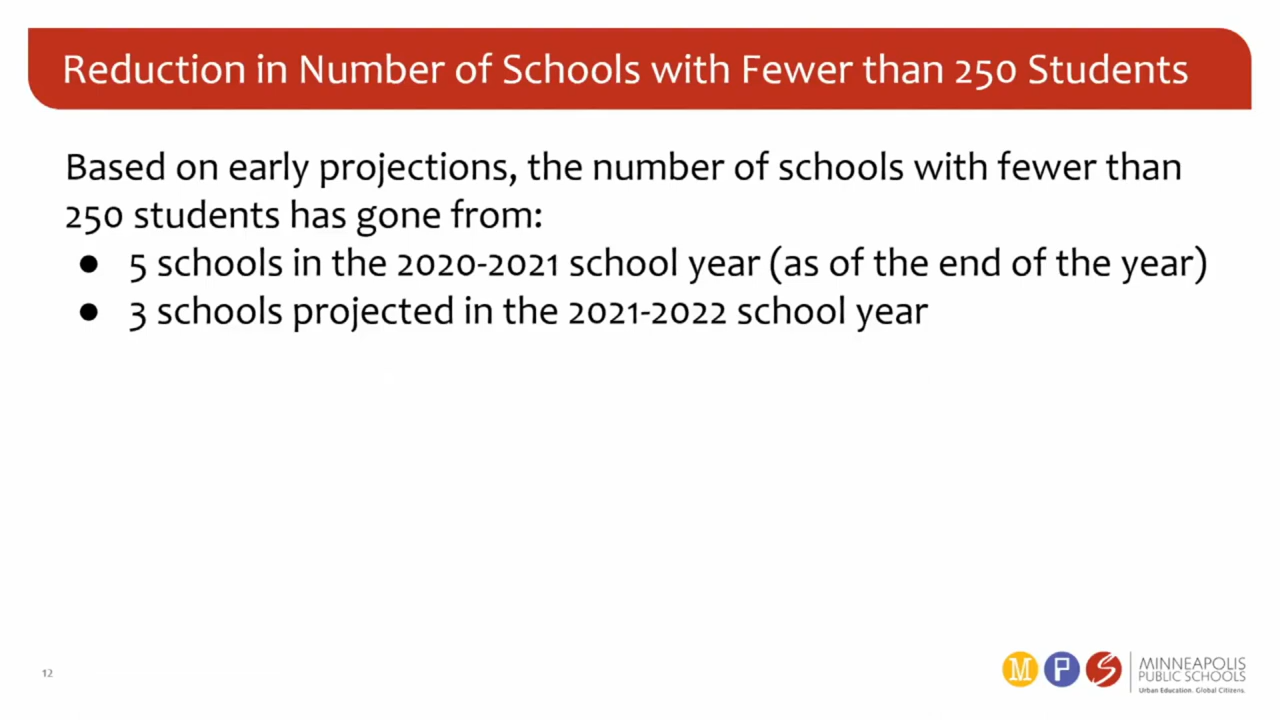 Reduction in Number of Schools with Fewer than 250 Students
Based on early projections, the number of schools with fewer than
250 students has gone from:
● 5 schools in the 2020-2021 school year (as of the end of the year)
● 3 schools projected in the 2021-2022 school year
12
M P S
MINNEAPOLIS
PUBLIC SCHOOLS
Urban Education. Global Citizens.